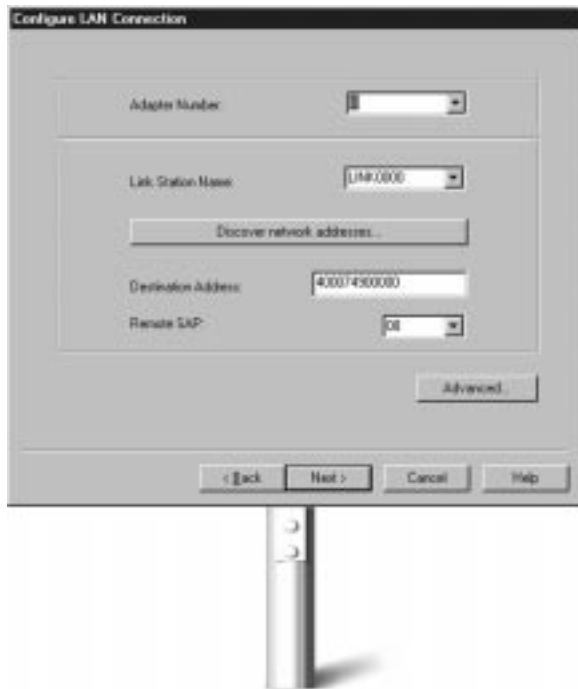 Configure LAN Connection
Adapter Number:
Link Station Name:
LINK0000
Discover network addresses...
Destination Address:
400074900000
Remote SAP:
Advanced...
< Back
Next >
Cancel
Help